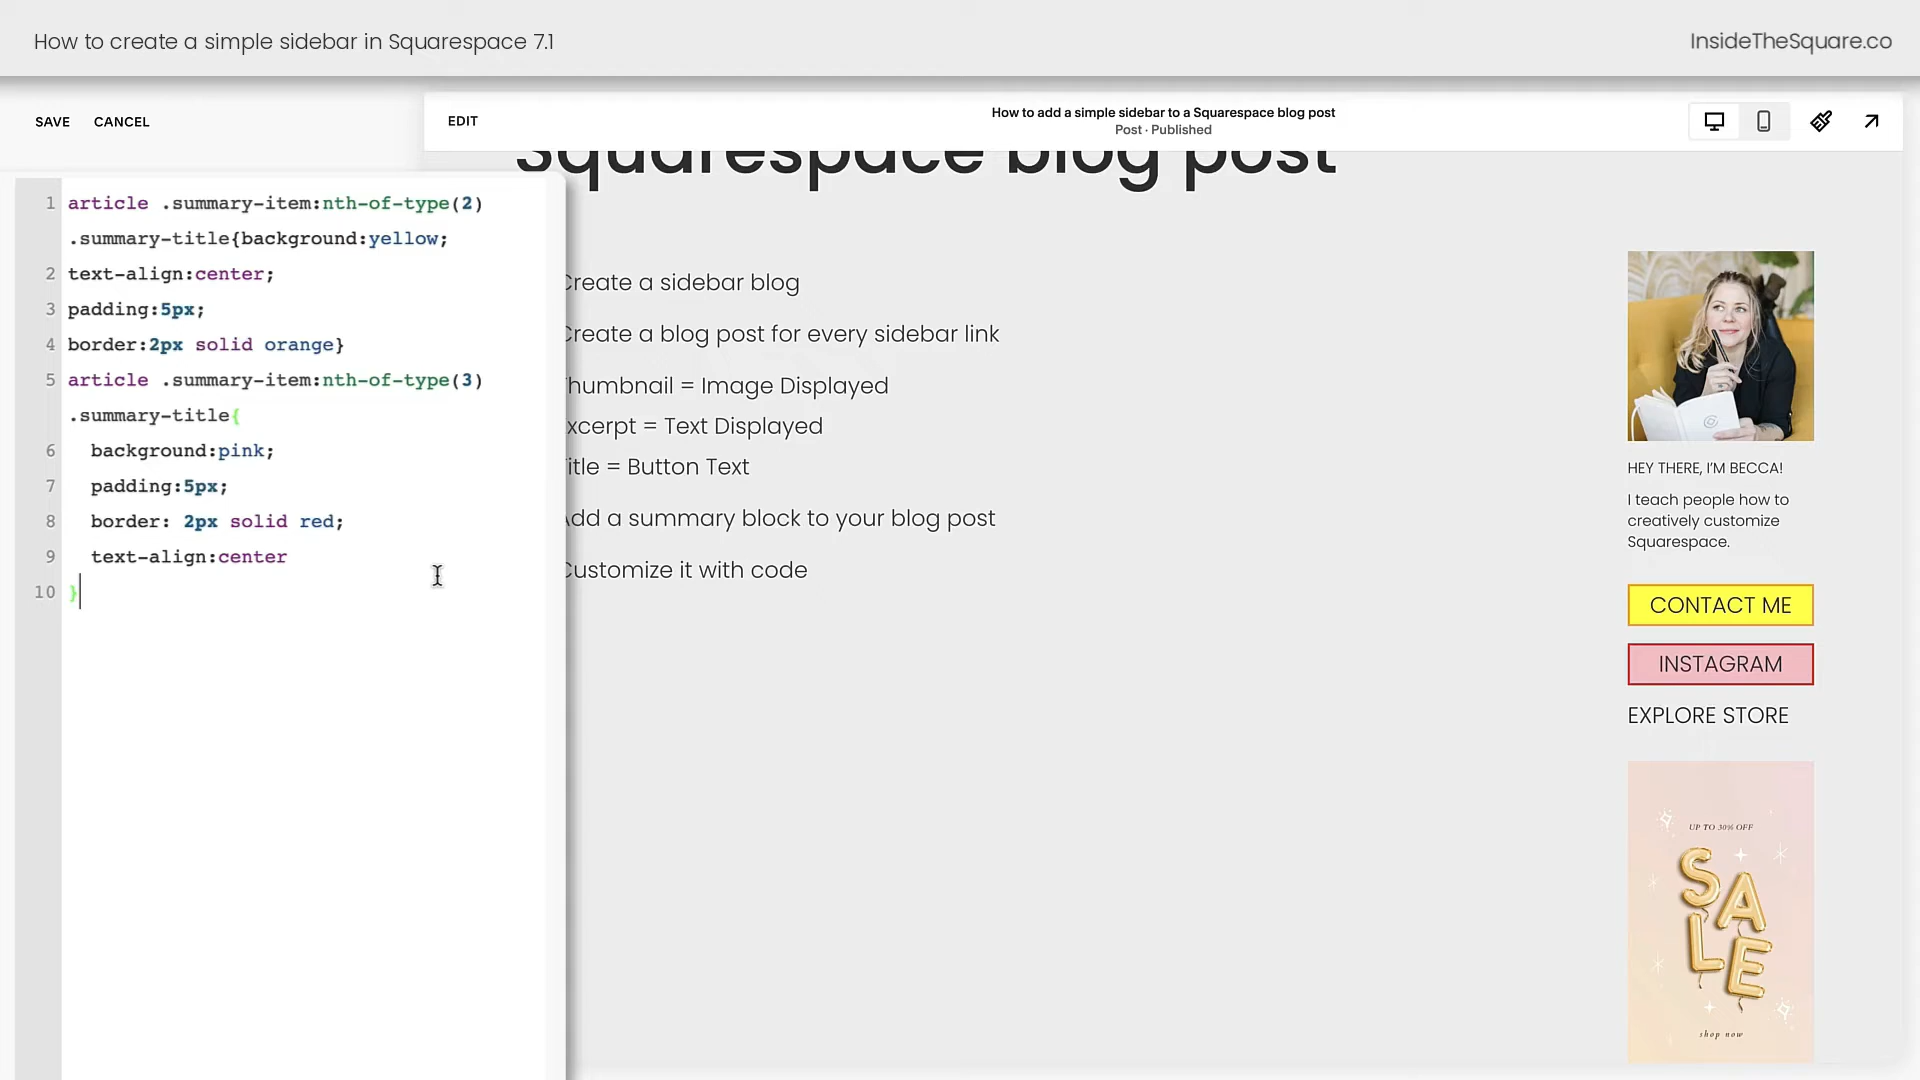 How to create a simple sidebar in Squarespace 7.1
InsideTheSquare.co
SAVE CANCEL
EDIT
How to add a simple sidebar to a Squarespace blog post
Post · Published
Squarespace blog post
1 article .summary-item:nth-of-type(2)
.summary-title{background:yellow;
2 text-align:center;
3 padding:5px;
4 border:2px solid orange}
5 article .summary-item:nth-of-type(3)
.summary-title{
6 background:pink;
7 padding:5px;
8 border: 2px solid red;
9 text-align:center
10 }
Create a sidebar blog
Create a blog post for every sidebar link
Thumbnail = Image Displayed
Excerpt = Text Displayed
Title = Button Text
Add a summary block to your blog post
Customize it with code
HEY THERE, I'M BECCA!
I teach people how to
creatively customize
Squarespace.
CONTACT ME
INSTAGRAM
EXPLORE STORE
UP TO 30% OFF
SALE
shop now